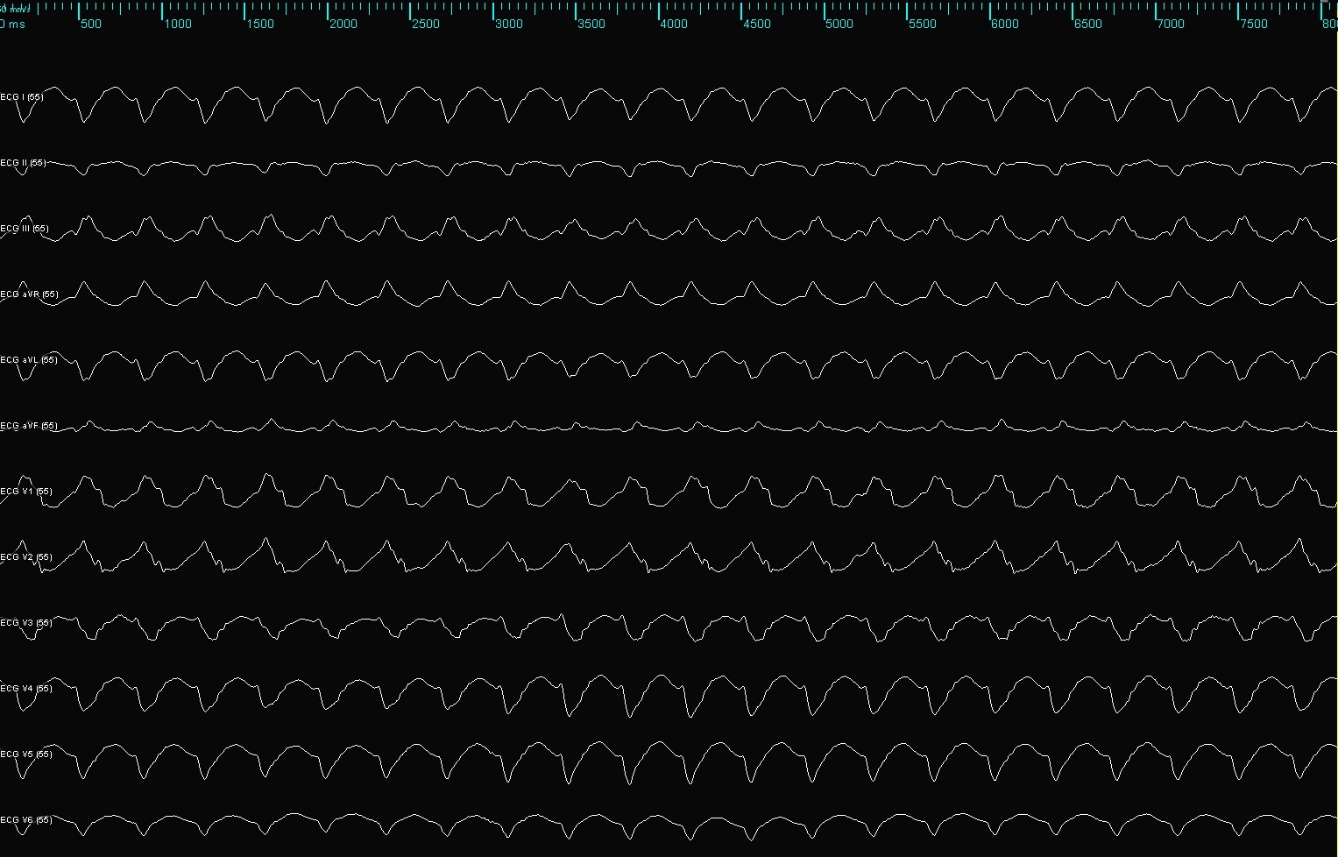 0 ms 500 1000 1500 2000 2500 3000 3500 4000 4500 5000 5500 6000 6500 7000 7500
ECG I (55)
ECG II (55)
ECG III (55)
ECG aVR (55)
ECG aVL (55)
ECG aVF (55)
ECG V1 (55)
ECG V2 (55)
ECG V3 (55)
ECG V4 (55)
ECG V5 (55)
ECG V6 (55)